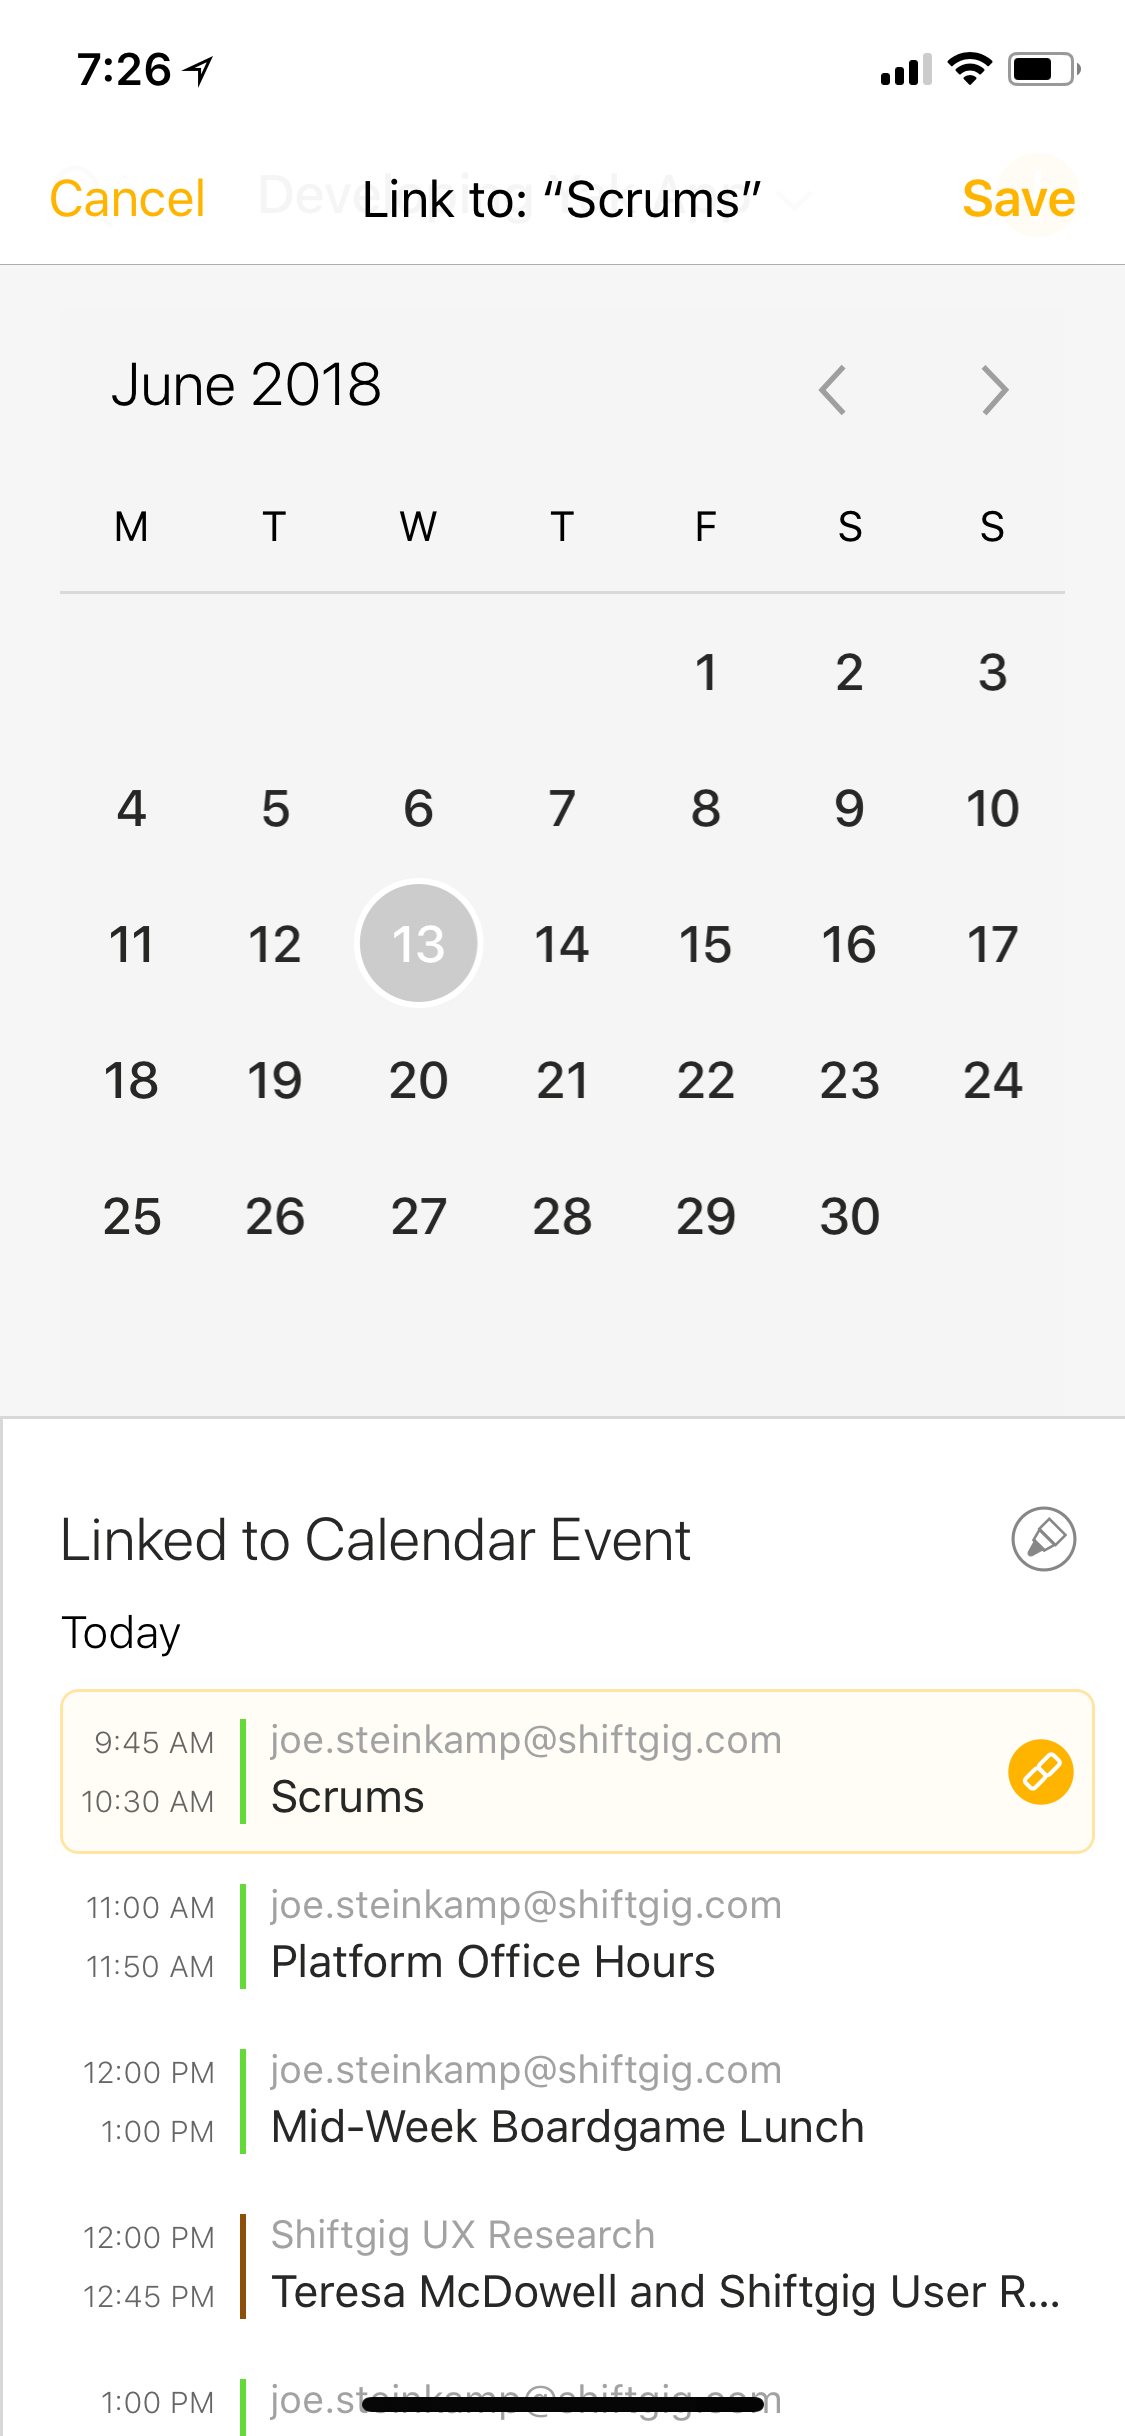 7:26
Cancel Link to: “Scrums” Save
June 2018
M T W T F S S
1 2 3
4 5 6 7 8 9 10
11 12 13 14 15 16 17
18 19 20 21 22 23 24
25 26 27 28 29 30
Linked to Calendar Event
Today
9:45 AM joe.steinkamp@shiftgig.com
10:30 AM Scrums
11:00 AM joe.steinkamp@shiftgig.com
11:50 AM Platform Office Hours
12:00 PM joe.steinkamp@shiftgig.com
1:00 PM Mid-Week Boardgame Lunch
12:00 PM Shiftgig UX Research
12:45 PM Teresa McDowell and Shiftgig User R...
1:00 PM joe.steinkamp@shiftgig.com